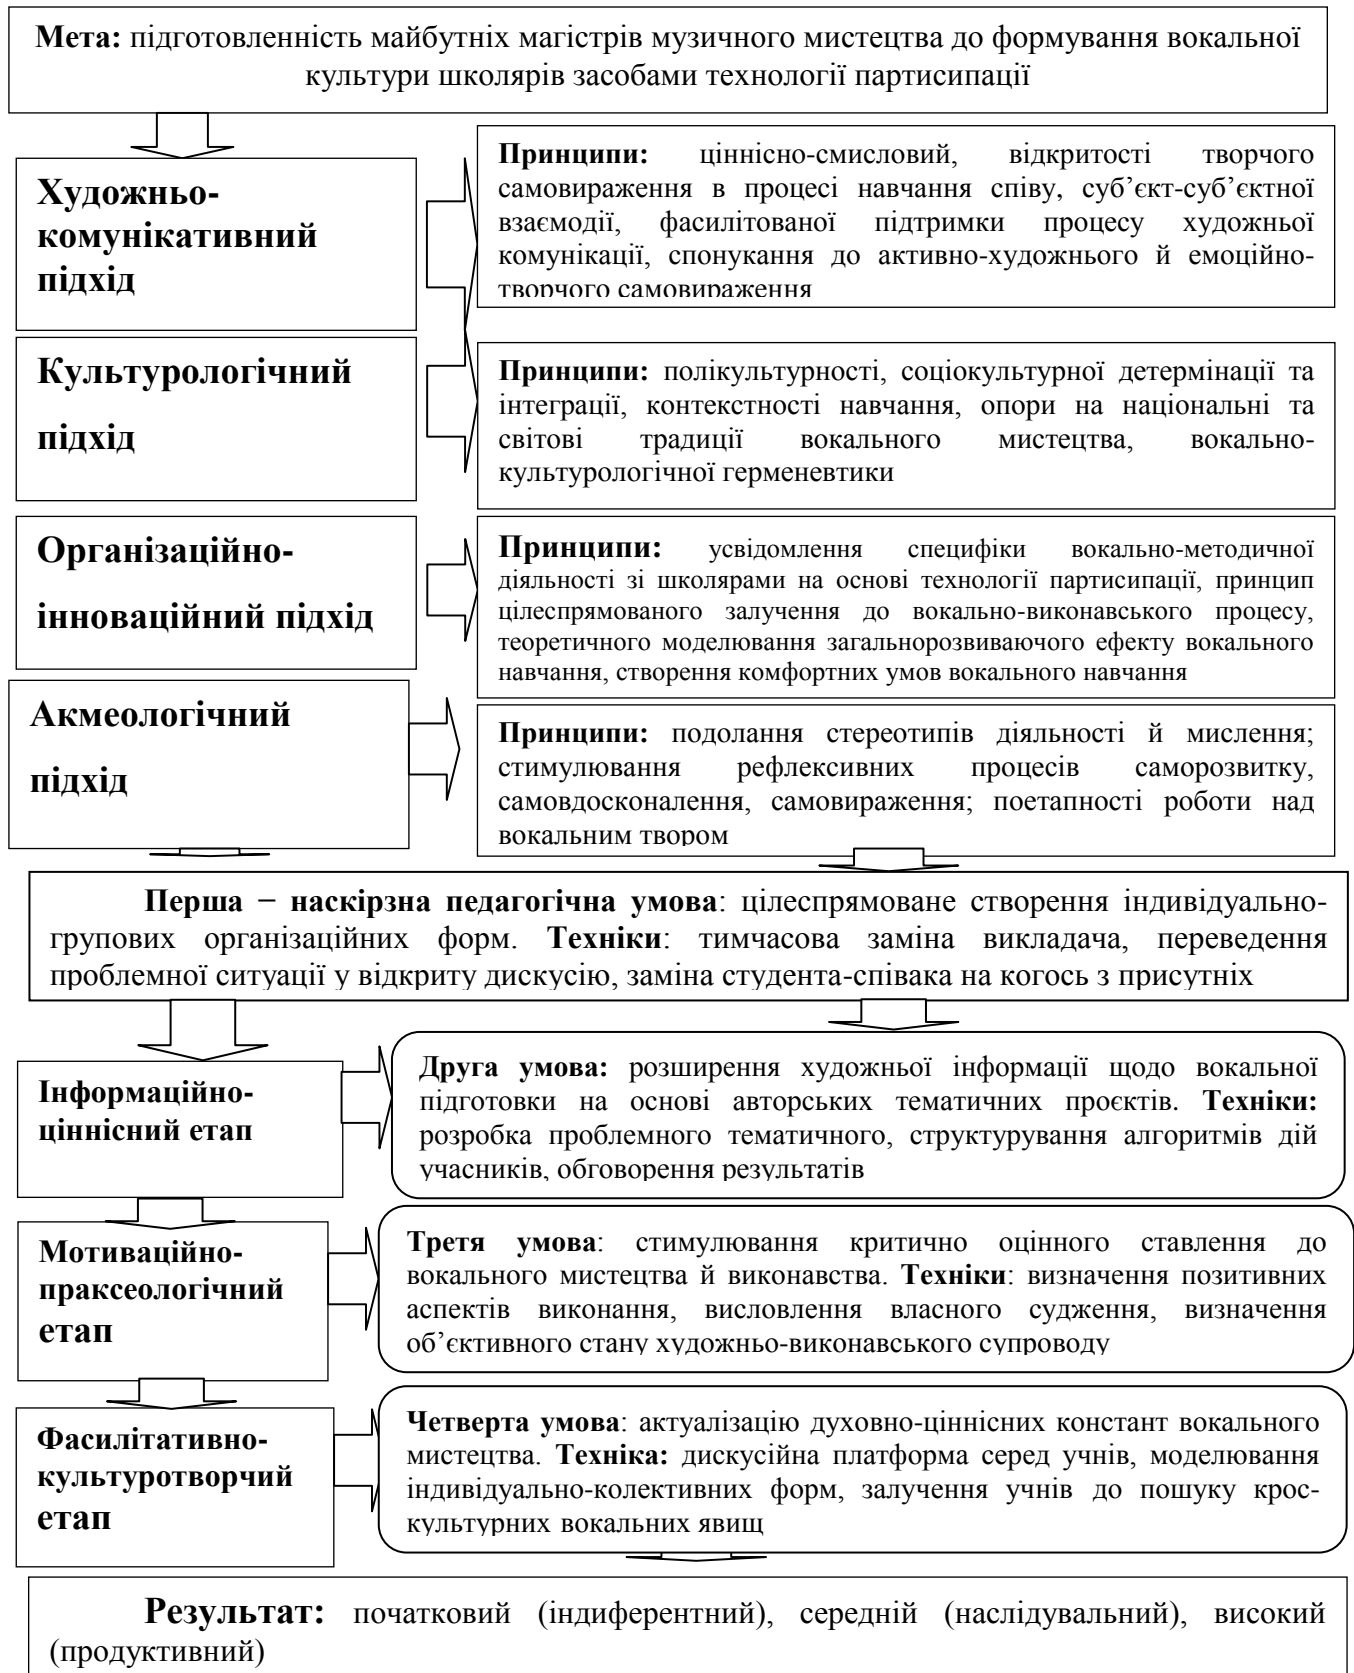 Мета: підготовленність майбутніх магістрів музичного мистецтва до формування вокальної
культури школярів засобами технології партисипації
Художньо-
комунікативний
підхід
Принципи: ціннісно-смисловий, відкритості творчого
самовираження в процесі навчання співу, суб’єкт-суб’єктної
взаємодії, фасилітованої підтримки процесу художньої
комунікації, спонукання до активно-художнього й емоційно-
творчого самовираження
Культурологічний
підхід
Принципи: полікультурності, соціокультурної детермінації та
інтеграції, контекстності навчання, опори на національні та
світові традиції вокального мистецтва, вокально-
культурологічної герменевтики
Організаційно-
інноваційний підхід
Принципи: усвідомлення специфіки вокально-методичної
діяльності зі школярами на основі технології партисипації, принцип
цілеспрямованого залучення до вокально-виконавського процесу,
теоретичного моделювання загальнорозвиваючого ефекту вокального
навчання, створення комфортних умов вокального навчання
Акмеологічний
підхід
Принципи: подолання стереотипів діяльності й мислення;
стимулювання рефлексивних процесів саморозвитку,
самовдосконалення, самовираження; поетапності роботи над
вокальним твором
Перша – наскірзна педагогічна умова: цілеспрямоване створення індивідуально-
групових організаційних форм. Техніки: тимчасова заміна викладача, переведення
проблемної ситуації у відкриту дискусію, заміна студента-співака на когось з присутніх
Інформаційно-
ціннісний етап
Друга умова: розширення художньої інформації щодо вокальної
підготовки на основі авторських тематичних проєктів. Техніки:
розробка проблемного тематичного, структурування алгоритмів дій
учасників, обговорення результатів
Мотиваційно-
праксеологічний
етап
Третя умова: стимулювання критично оцінного ставлення до
вокального мистецтва й виконавства. Техніки: визначення позитивних
аспектів виконання, висловлення власного судження, визначення
об’єктивного стану художньо-виконавського супроводу
Фасилітативно-
культуротворчий
етап
Четверта умова: актуалізацію духовно-ціннісних констант вокального
мистецтва. Техніка: дискусійна платформа серед учнів, моделювання
індивідуально-колективних форм, залучення учнів до пошуку крос-
культурних вокальних явищ
Результат: початковий (індиферентний), середній (наслідувальний), високий
(продуктивний)